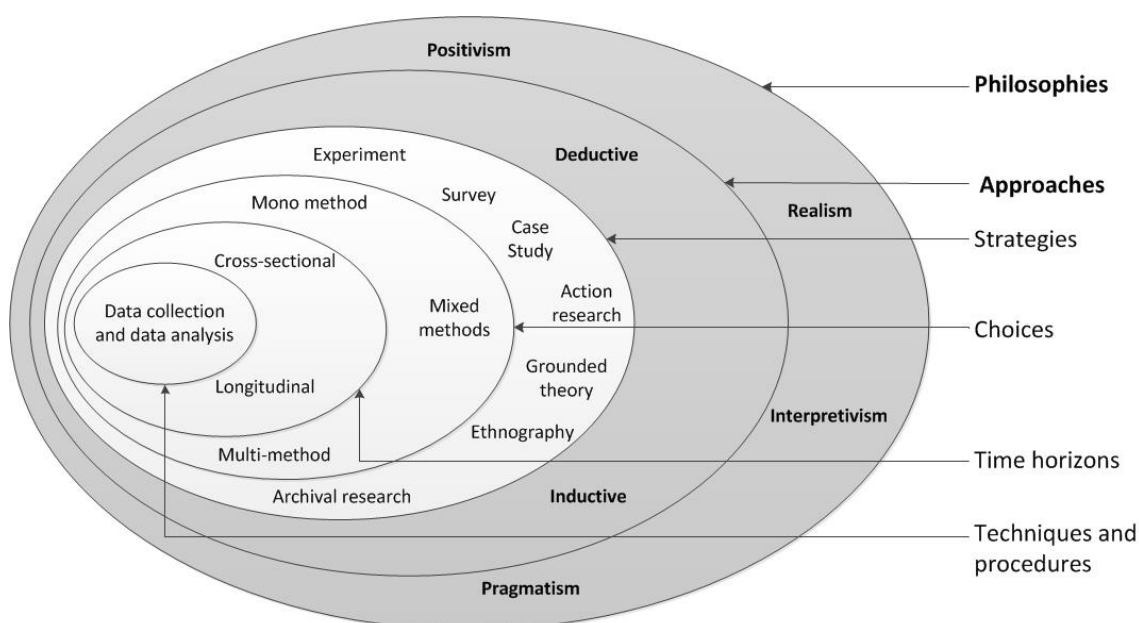 Positivism
Philosophies
Experiment
Deductive
Approaches
Survey
Mono method
Realism
Case
Study
Strategies
Cross-sectional
Action
research
Data collection
and data analysis
Mixed
methods
Choices
Grounded
theory
Longitudinal
Interpretivism
Ethnography
Multi-method
Time horizons
Archival research
Inductive
Techniques and
procedures
Pragmatism